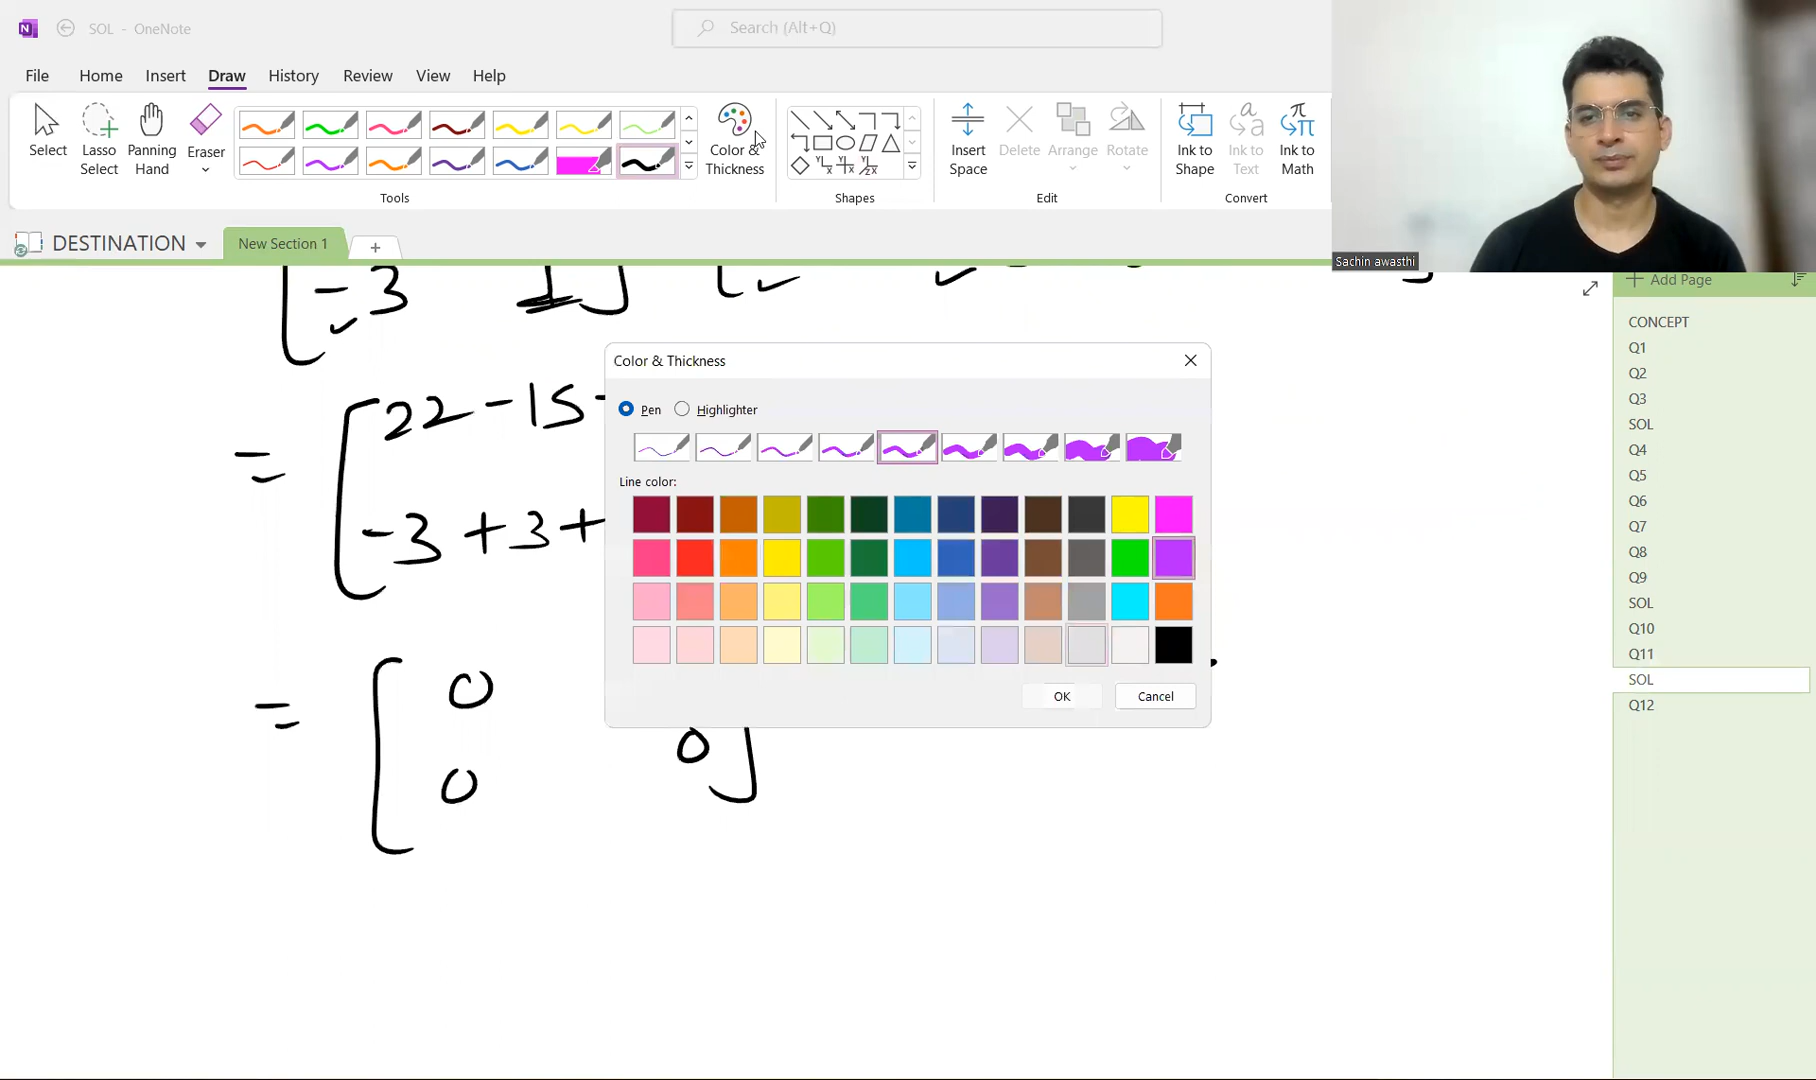 SOL - OneNote
Search (Alt+Q)
File Home Insert Draw History Review View Help
Select
Lasso Select
Panning Hand
Eraser
Color & Thickness
Insert Space
Delete
Arrange
Rotate
Ink to Shape
Ink to Text
Ink to Math
Tools
Shapes
Edit
Convert
Sachin awasthi
DESTINATION
New Section 1
+
Add Page
CONCEPT
Q1
Q2
Q3
SOL
Q4
Q5
Q6
Q7
Q8
Q9
SOL
Q10
Q11
SOL
Q12
-3 1
Color & Thickness
Pen Highlighter
Line color:
OK Cancel
= 22 - 15 -
-3 + 3 +
= 0
0 0